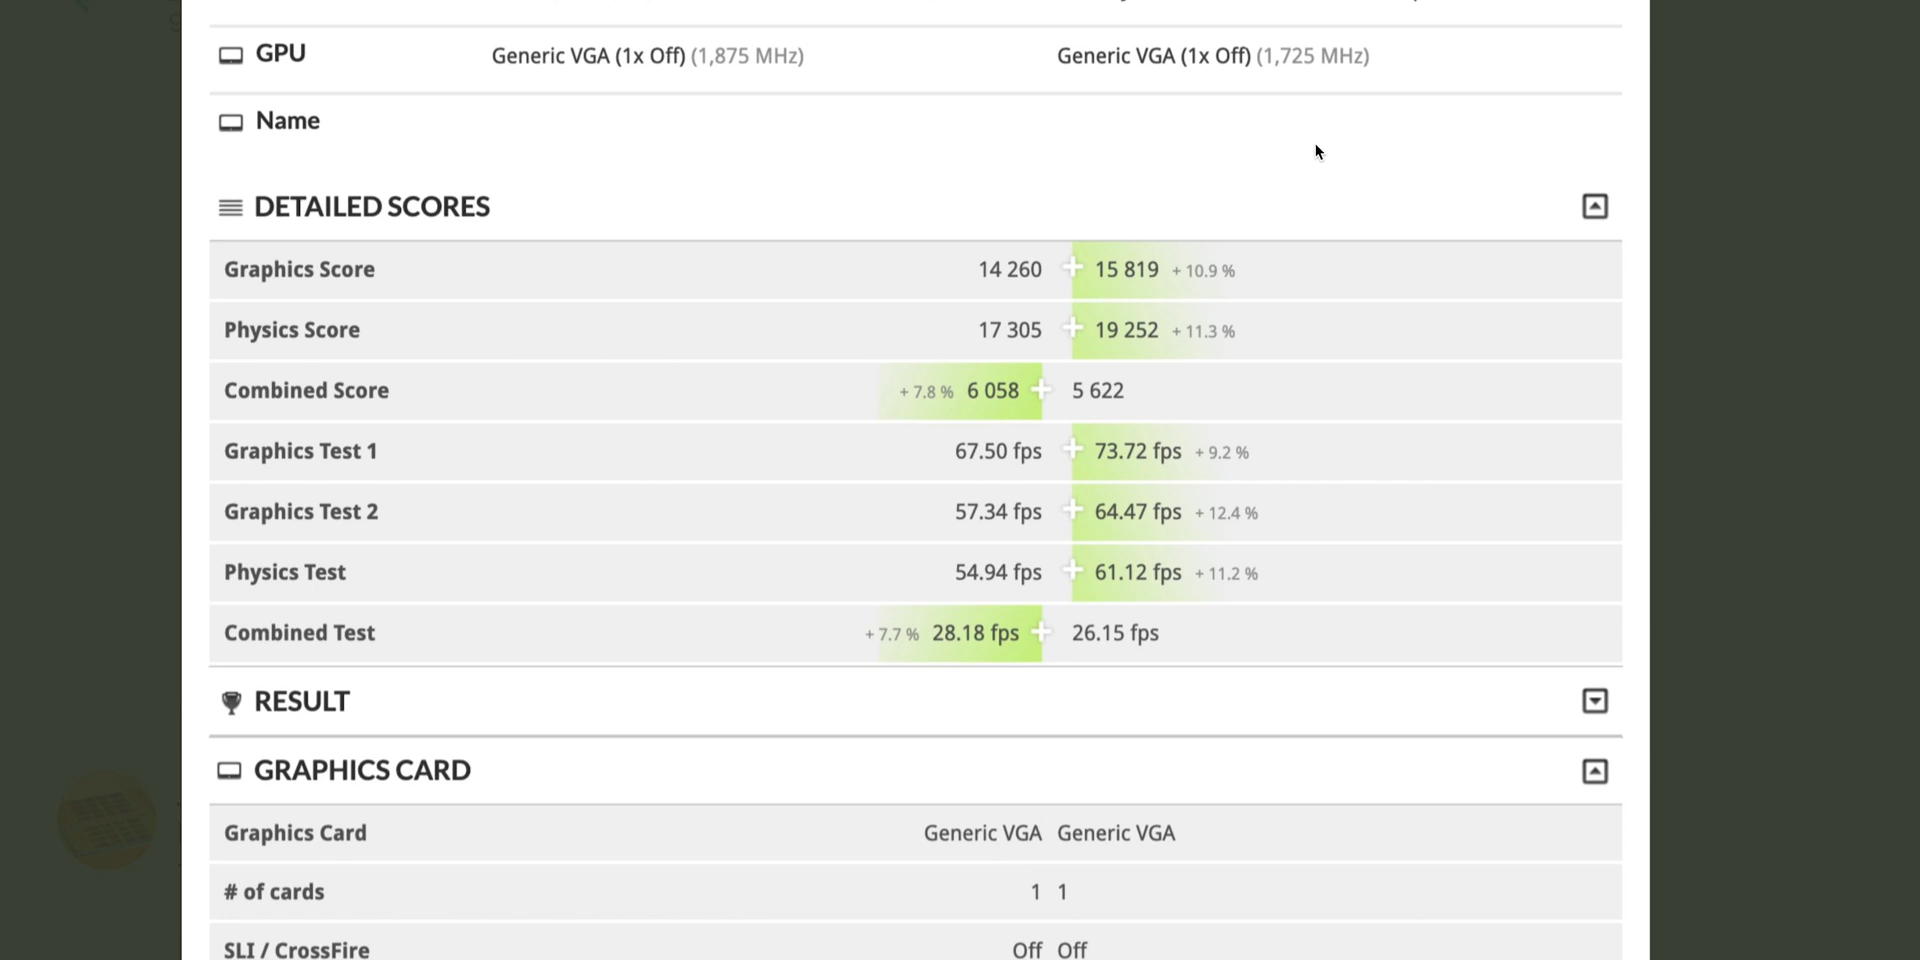 GPU Generic VGA (1x Off) (1,875 MHz) Generic VGA (1x Off) (1,725 MHz)
Name
DETAILED SCORES
Graphics Score 14 260 15 819 + 10.9 %
Physics Score 17 305 19 252 + 11.3 %
Combined Score + 7.8 % 6 058 5 622
Graphics Test 1 67.50 fps 73.72 fps + 9.2 %
Graphics Test 2 57.34 fps 64.47 fps + 12.4 %
Physics Test 54.94 fps 61.12 fps + 11.2 %
Combined Test + 7.7 % 28.18 fps 26.15 fps
RESULT
GRAPHICS CARD
Graphics Card Generic VGA Generic VGA
# of cards 1 1
SLI / CrossFire Off Off